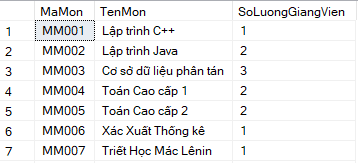 MaMon TenMon SoLuongGiangVien
1 MM001 Lập trình C++ 1
2 MM002 Lập trình Java 2
3 MM003 Cơ sở dữ liệu phân tán 3
4 MM004 Toán Cao cấp 1 2
5 MM005 Toán Cao cấp 2 2
6 MM006 Xác Xuất Thống kê 1
7 MM007 Triết Học Mác Lênin 1